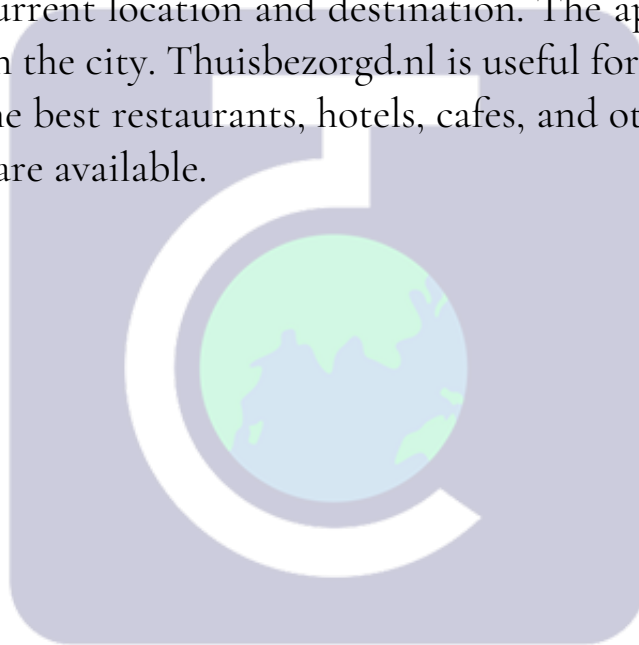 urrent location and destination. The ap
n the city. Thuisbezorgd.nl is useful for
ne best restaurants, hotels, cafes, and ot
are available.